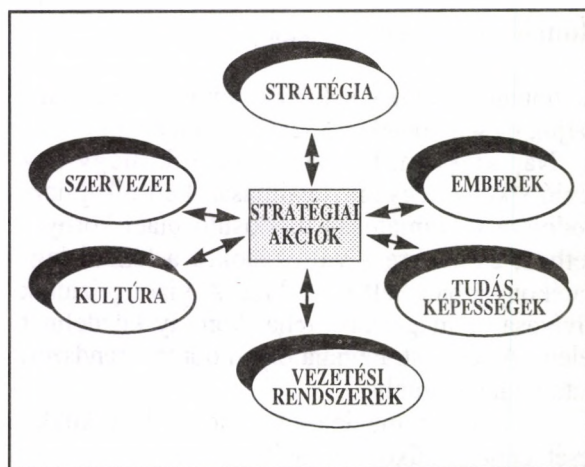 STRATÉGIA
SZERVEZET
EMBEREK
STRATÉGIAI
AKCIÓK
KULTÚRA
TUDÁS,
KÉPESSÉGEK
VEZETÉSI
RENDSZEREK